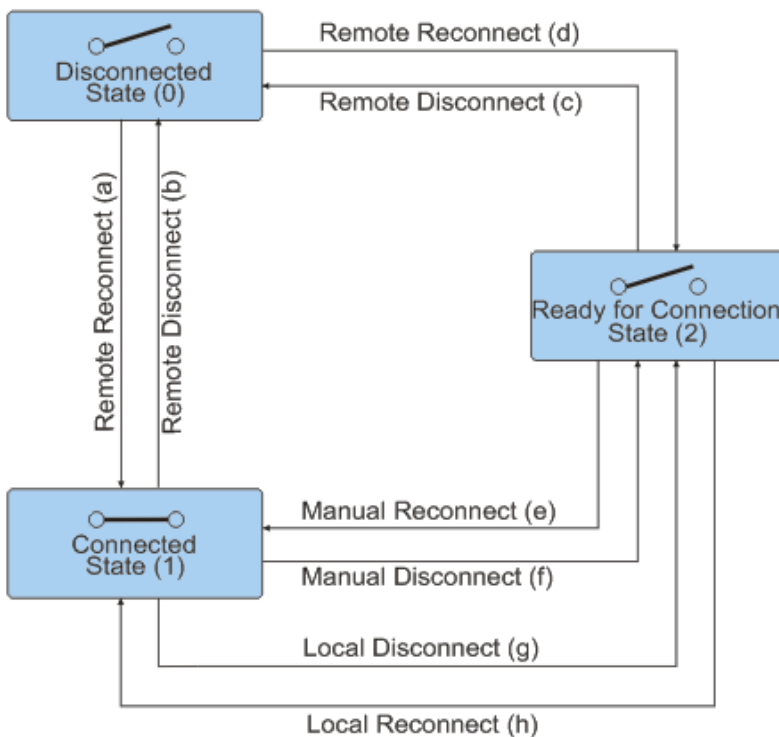 Disconnected
State (0)
Remote Reconnect (d)
Remote Disconnect (c)
Remote Reconnect (a)
Remote Disconnect (b)
Ready for Connection
State (2)
Connected
State (1)
Manual Reconnect (e)
Manual Disconnect (f)
Local Disconnect (g)
Local Reconnect (h)